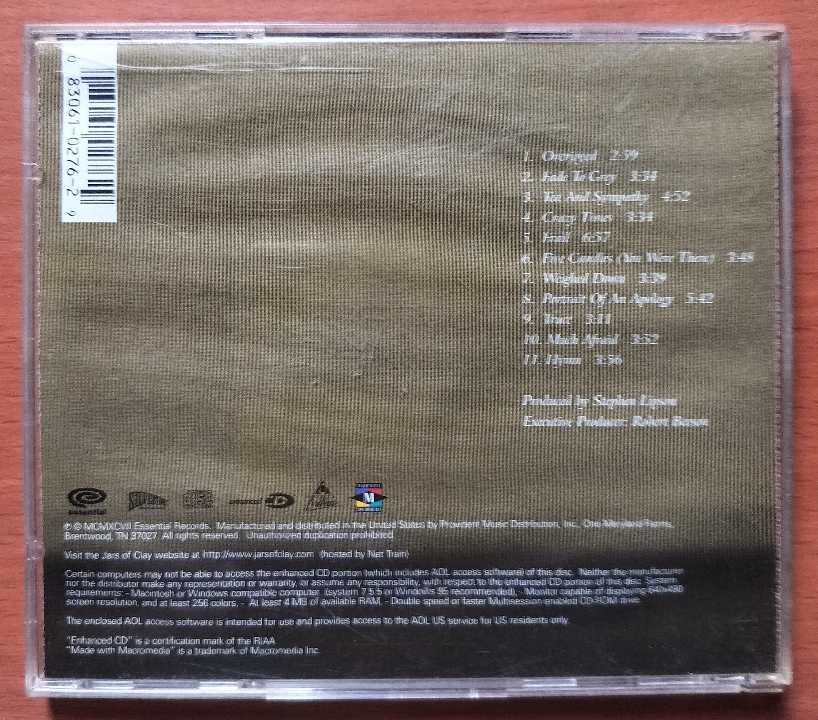 0 83061-0276-2 9
1. Overjoyed 2:59
2. Fade To Grey 3:34
3. Tea And Sympathy 4:52
4. Crazy Times 3:34
5. Frail 6:57
6. Five Candles (You Were There) 3:48
7. Weighed Down 3:39
8. Portrait Of An Apology 5:42
9. Truce 3:11
10. Much Afraid 3:52
11. Hymn 3:56
Produced by Stephen Lipson
Executive Producer: Robert Beeson
essential enhanced CD M
℗ © MCMXCVII Essential Records. Manufactured and distributed in the United States by Provident Music Distribution, Inc., One Maryland Farms,
Brentwood, TN 37027. All rights reserved. Unauthorized duplication prohibited.
Visit the Jars of Clay website at http://www.jarsofclay.com (hosted by Net Train)
Certain computers may not be able to access the enhanced CD portion (which includes AOL access software) of this disc. Neither the manufacturer
nor the distributor make any representation or warranty, or assume any responsibility, with respect to the enhanced CD portion of this disc. System
requirements: - Macintosh or Windows compatible computer (system 7.5.5 or Windows 95 recommended), - Monitor capable of displaying 640x480
screen resolution, and at least 256 colors, - At least 4 MB of available RAM, - Double speed or faster Multisession enabled CD-ROM drive
The enclosed AOL access software is intended for use and provides access to the AOL US service for US residents only.
"Enhanced CD" is a certification mark of the RIAA
"Made with Macromedia" is a trademark of Macromedia Inc.